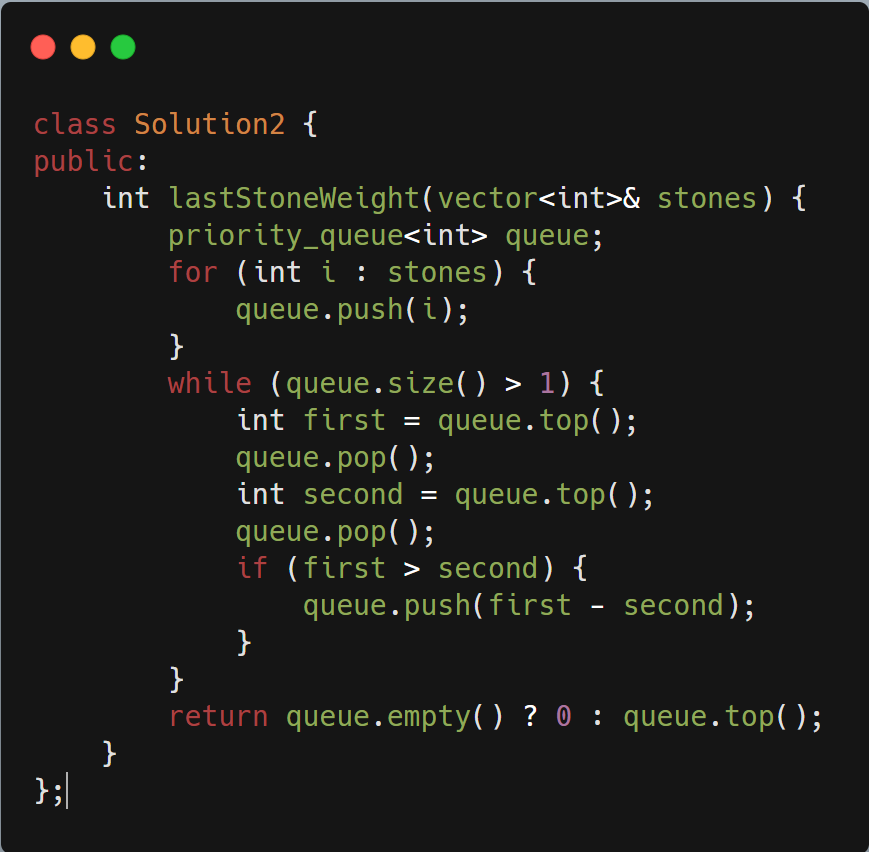 class Solution2 {
public:
    int lastStoneWeight(vector<int>& stones) {
        priority_queue<int> queue;
        for (int i : stones) {
            queue.push(i);
        }
        while (queue.size() > 1) {
            int first = queue.top();
            queue.pop();
            int second = queue.top();
            queue.pop();
            if (first > second) {
                queue.push(first - second);
            }
        }
        return queue.empty() ? 0 : queue.top();
    }
};